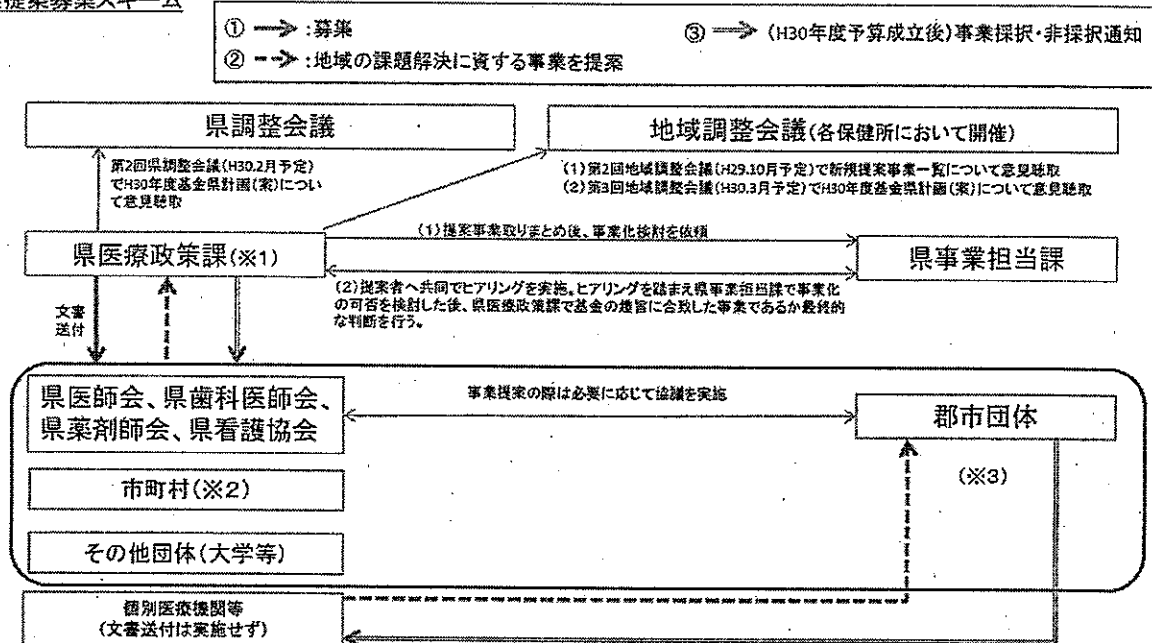 提案募集スキーム
① → :募集
② --> :地域の課題解決に資する事業を提案
③ ⇒ (H30年度予算成立後)事業採択・非採択通知
県調整会議
地域調整会議(各保健所において開催)
第2回県調整会議(H30.2月予定)
でH30年度基金県計画(案)につい
て意見聴取
(1)第2回地域調整会議(H29.10月予定)で新規提案事業一覧について意見聴取
(2)第3回地域調整会議(H30.3月予定)でH30年度基金県計画(案)について意見聴取
県医療政策課(※1)
(1)提案事業取りまとめ後、事業化検討を依頼
県事業担当課
(2)提案者へ共同でヒアリングを実施。ヒアリングを踏まえ県事業担当課で事業化
の可否を検討した後、県医療政策課で基金の趣旨に合致した事業であるか最終的
な判断を行う。
文書
送付
県医師会、県歯科医師会、
県薬剤師会、県看護協会
事業提案の際は必要に応じて協議を実施
郡市団体
(※3)
市町村(※2)
その他団体(大学等)
個別医療機関等
(文書送付は実施せず)